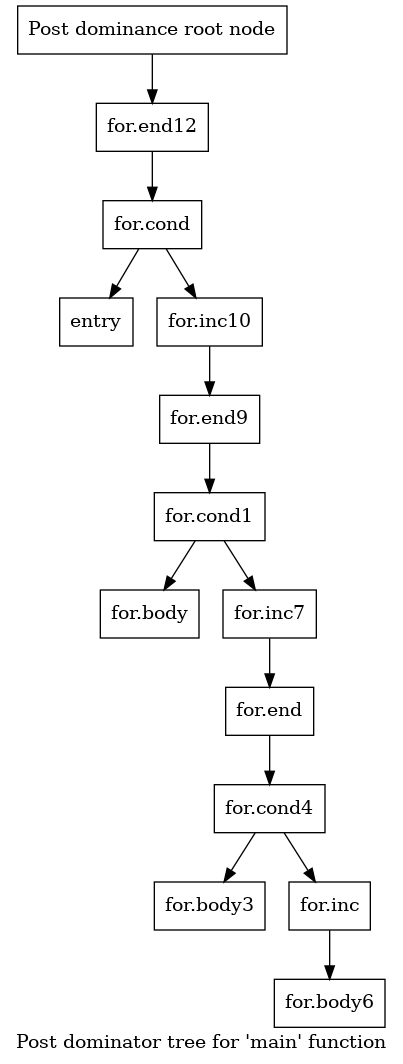 Post dominance root node
for.end12
for.cond
entry
for.inc10
for.end9
for.cond1
for.body
for.inc7
for.end
for.cond4
for.body3
for.inc
for.body6
Post dominator tree for 'main' function